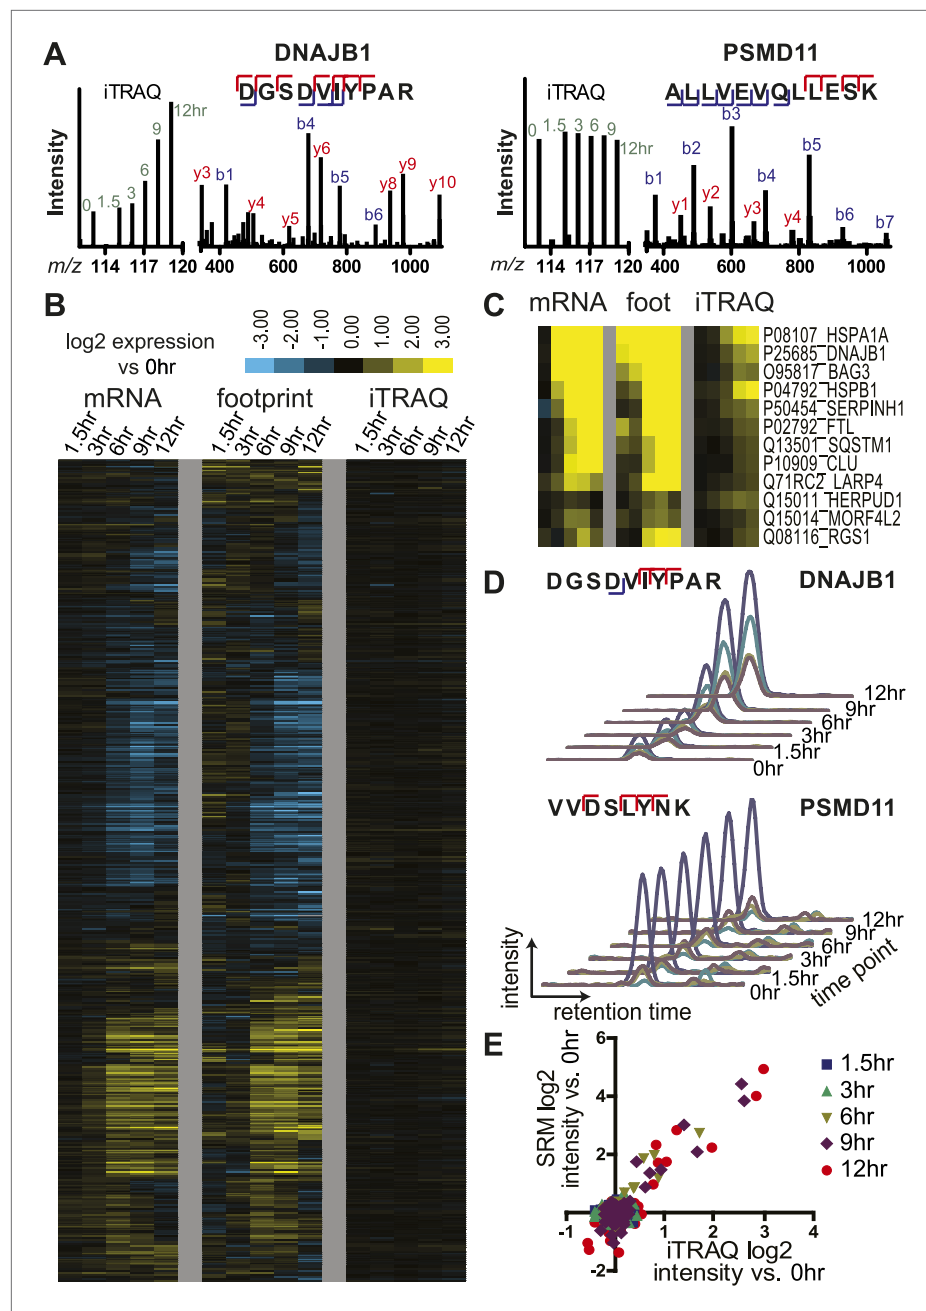 A
DNAJB1
PSMD11
iTRAQ
DGSDVIYPAR
iTRAQ
ALLVEVQLLESK
Intensity
0
1.5
3
6
9
12hr
y3
b1
y4
y5
b4
y6
b5
b6
y8
y9
y10
m/z
114
117
120
400
600
800
1000
Intensity
0
1.5
3
6
9
12hr
b1
y1
b2
y2
b3
y3
b4
y4
b5
b6
b7
m/z
114
117
120
400
600
800
1000
B
log2 expression
vs 0hr
-3.00
-2.00
-1.00
0.00
1.00
2.00
3.00
mRNA
footprint
iTRAQ
1.5hr
3hr
6hr
9hr
12hr
1.5hr
3hr
6hr
9hr
12hr
1.5hr
3hr
6hr
9hr
12hr
C
mRNA foot iTRAQ
P08107_HSPA1A
P25685_DNAJB1
O95817_BAG3
P04792_HSPB1
P50454_SERPINH1
P02792_FTL
Q13501_SQSTM1
P10909_CLU
Q71RC2_LARP4
Q15011_HERPUD1
Q15014_MORF4L2
Q08116_RGS1
D
DGSDVIYPAR
DNAJB1
12hr
9hr
6hr
3hr
1.5hr
0hr
VVDSLYNK
PSMD11
12hr
9hr
6hr
3hr
1.5hr
0hr
time point
intensity
retention time
E
SRM log2
intensity vs. 0hr
6
4
2
-2
-1
0
1
2
3
4
iTRAQ log2
intensity vs. 0hr
1.5hr
3hr
6hr
9hr
12hr